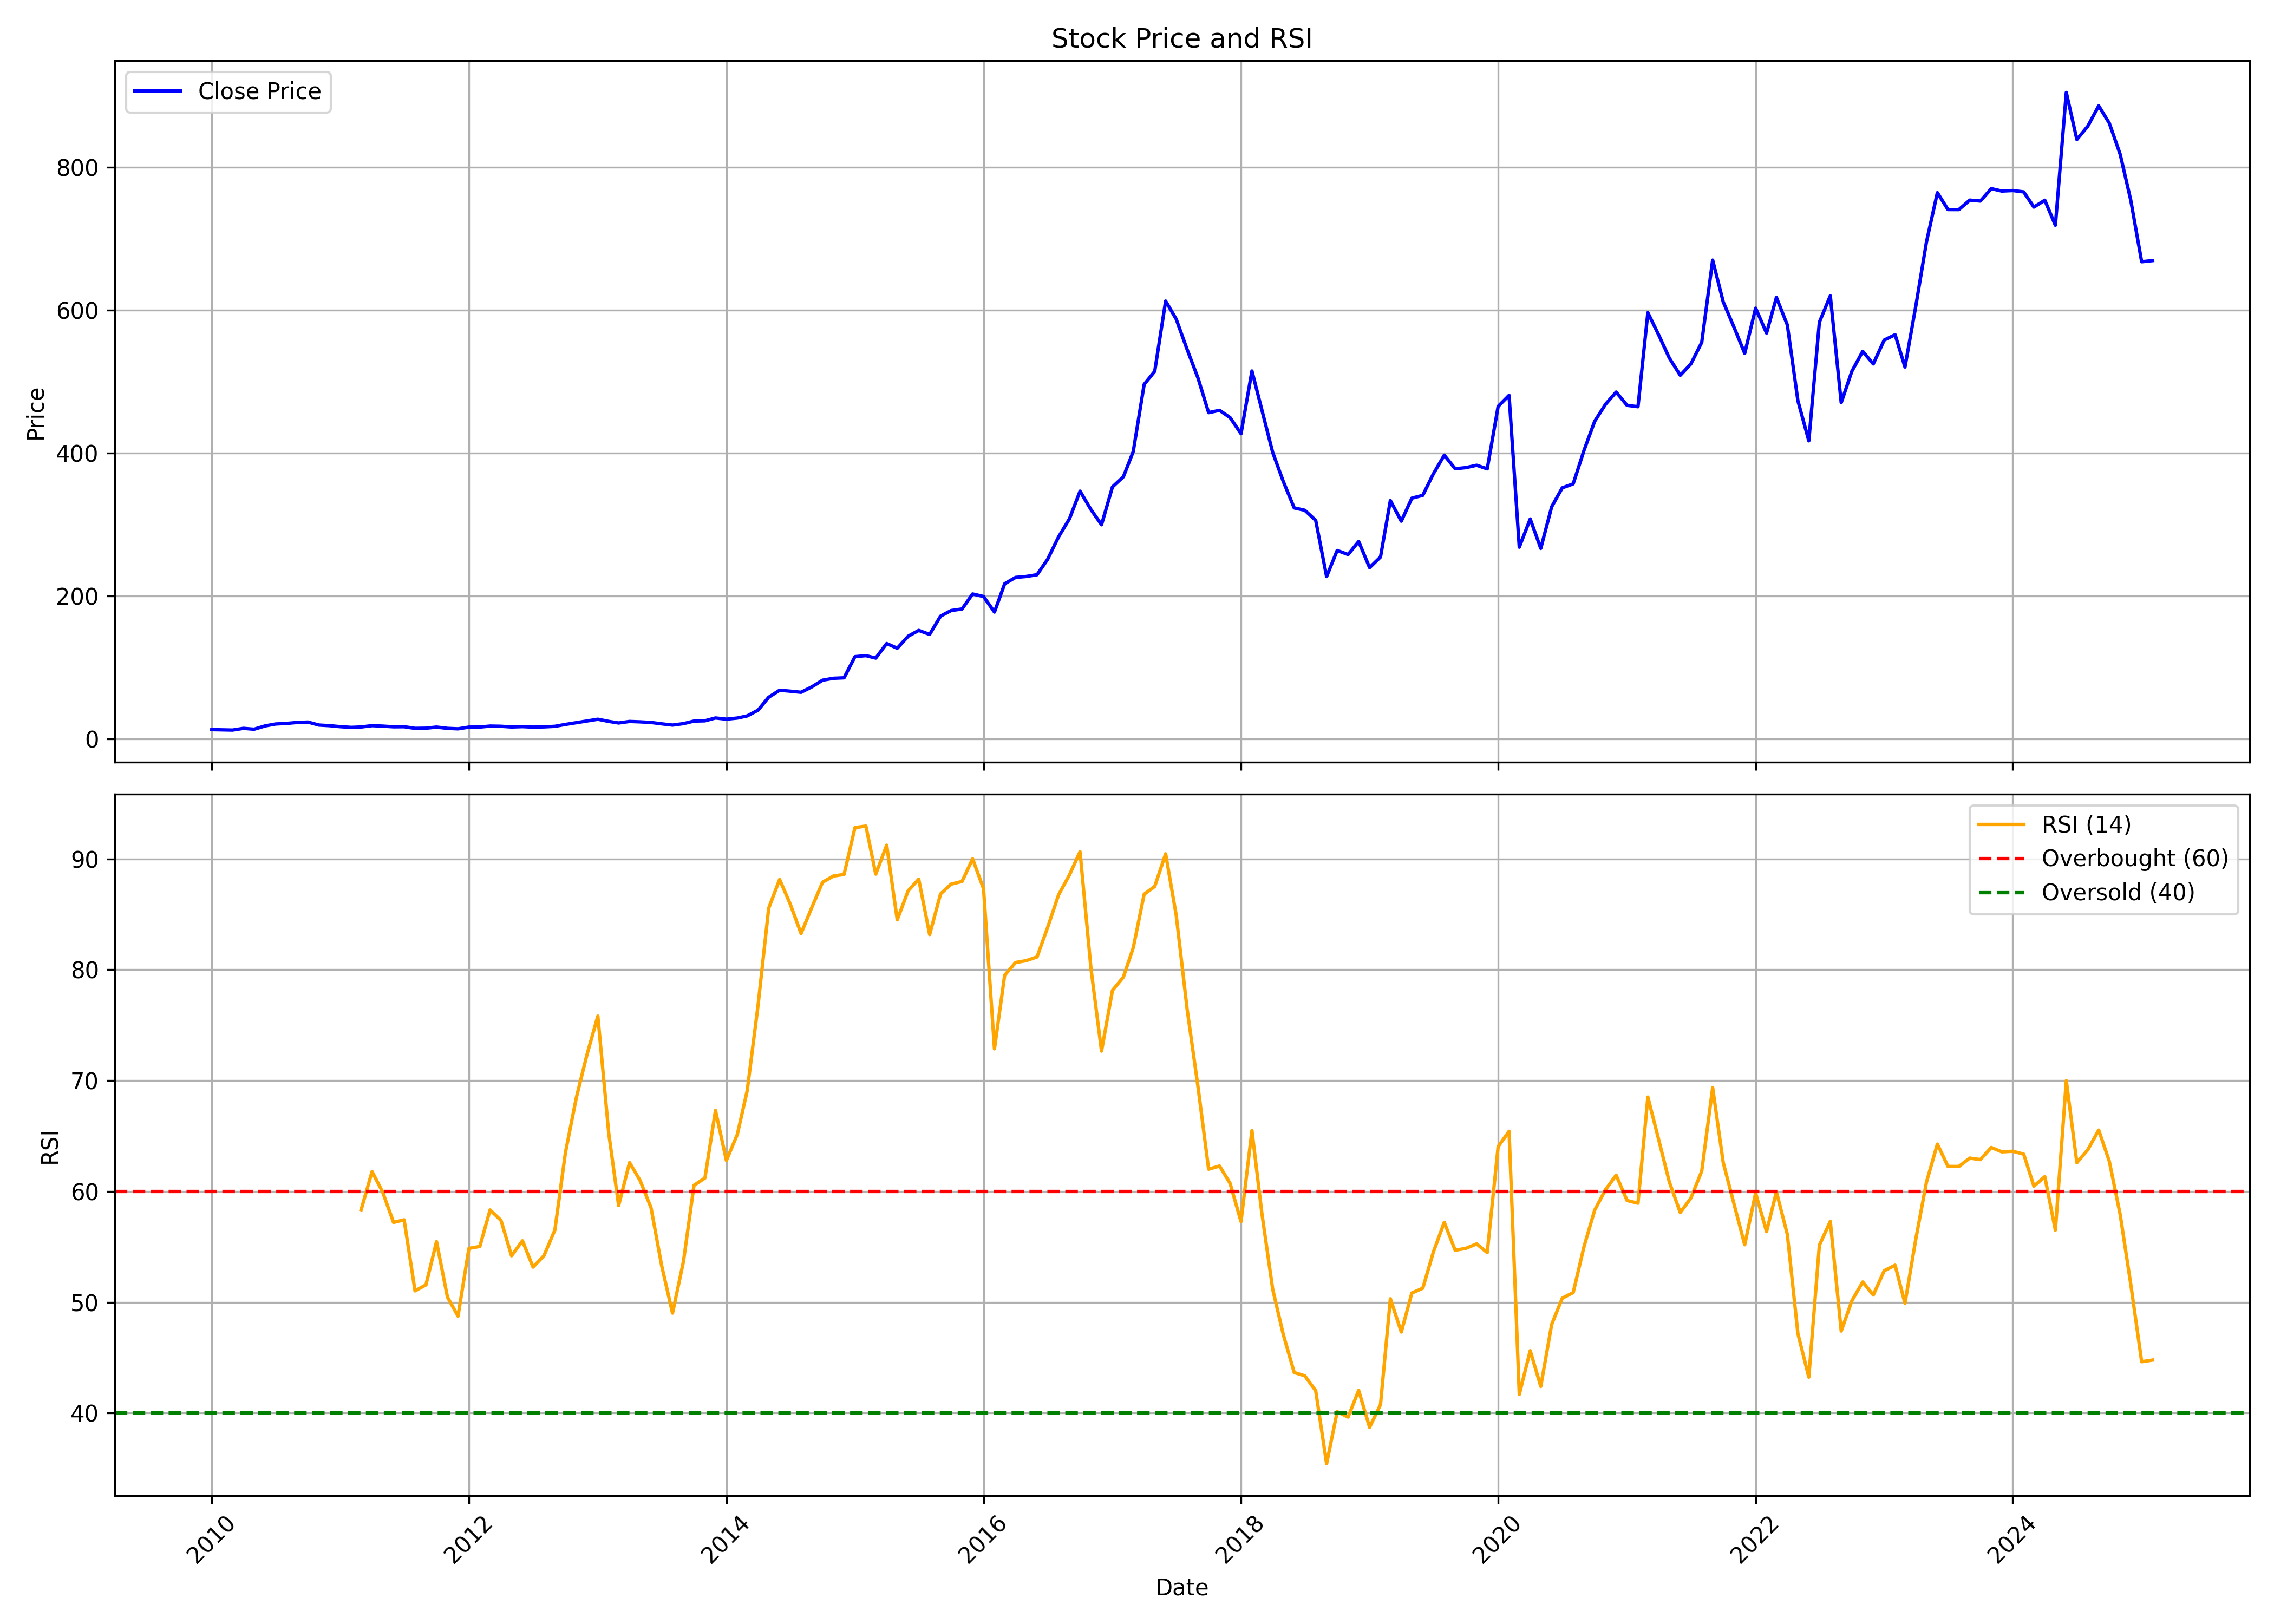 Stock Price and RSI
Close Price
Price
800
600
400
200
0
RSI (14)
Overbought (60)
Oversold (40)
RSI
90
80
70
60
50
40
2010
2012
2014
2016
2018
2020
2022
2024
Date